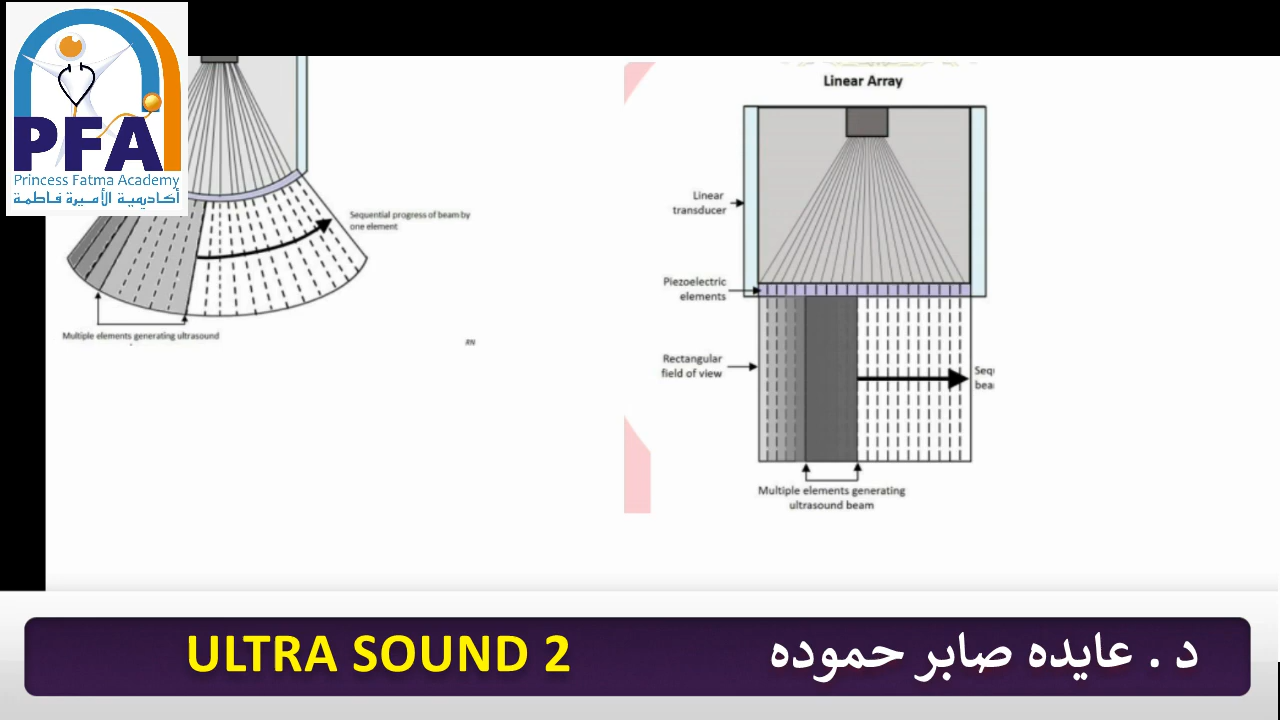 PFA
Princess Fatma Academy
أكاديمية الأميرة فاطمة
Sequential progress of beam by
one element
Multiple elements generating ultrasound
RN
Linear Array
Linear
transducer
Piezoelectric
elements
Rectangular
field of view
Multiple elements generating
ultrasound beam
ULTRA SOUND 2
د . عايده صابر حموده